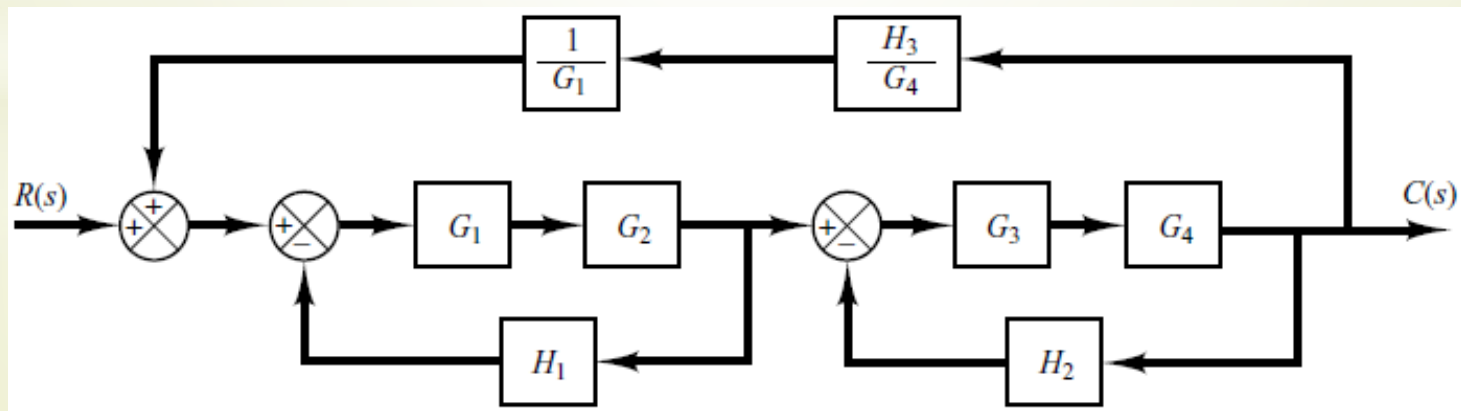 1/G₁
H₃/G₄
R(s)
+
+
+
−
G₁
G₂
+
−
G₃
G₄
C(s)
H₁
H₂